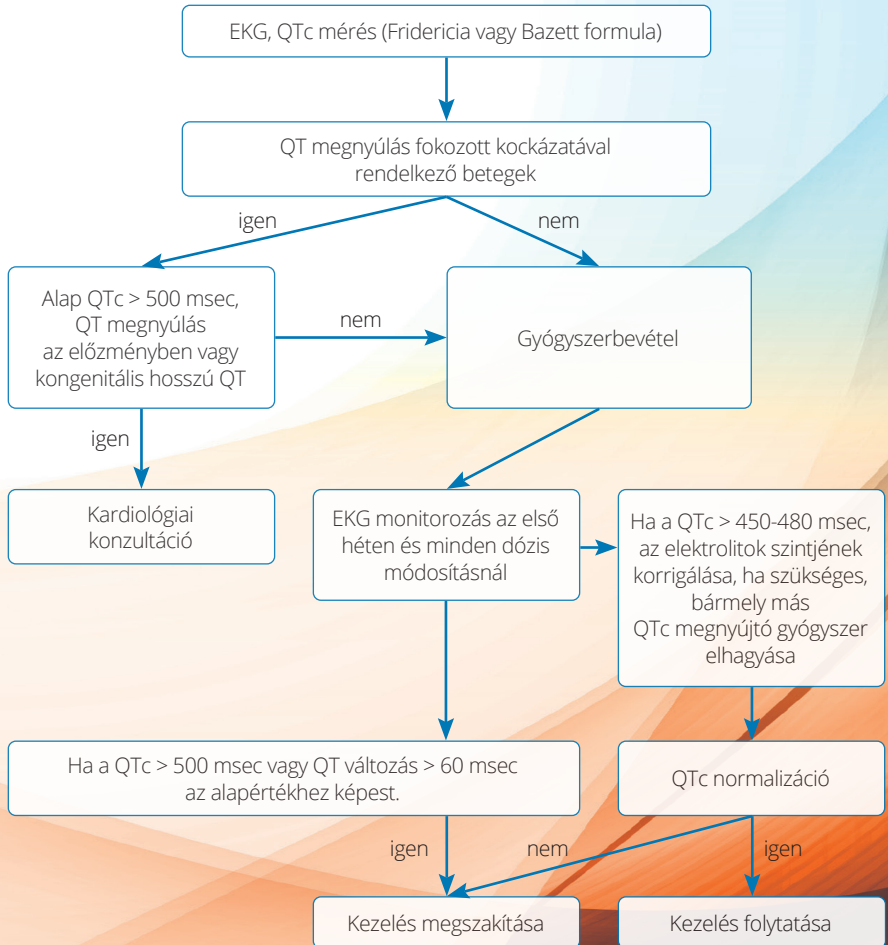 EKG, QTc mérés (Fridericia vagy Bazett formula)
QT megnyúlás fokozott kockázatával
rendelkező betegek
igen
nem
Alap QTc > 500 msec,
QT megnyúlás
az előzményben vagy
kongenitális hosszú QT
nem
Gyógyszerbevétel
igen
Kardiológiai
konzultáció
EKG monitorozás az első
héten és minden dózis
módosításnál
Ha a QTc > 450-480 msec,
az elektrolitok szintjének
korrigálása, ha szükséges,
bármely más
QTc megnyújtó gyógyszer
elhagyása
Ha a QTc > 500 msec vagy QT változás > 60 msec
az alapértékhez képest.
QTc normalizáció
igen
nem
igen
Kezelés megszakítása
Kezelés folytatása